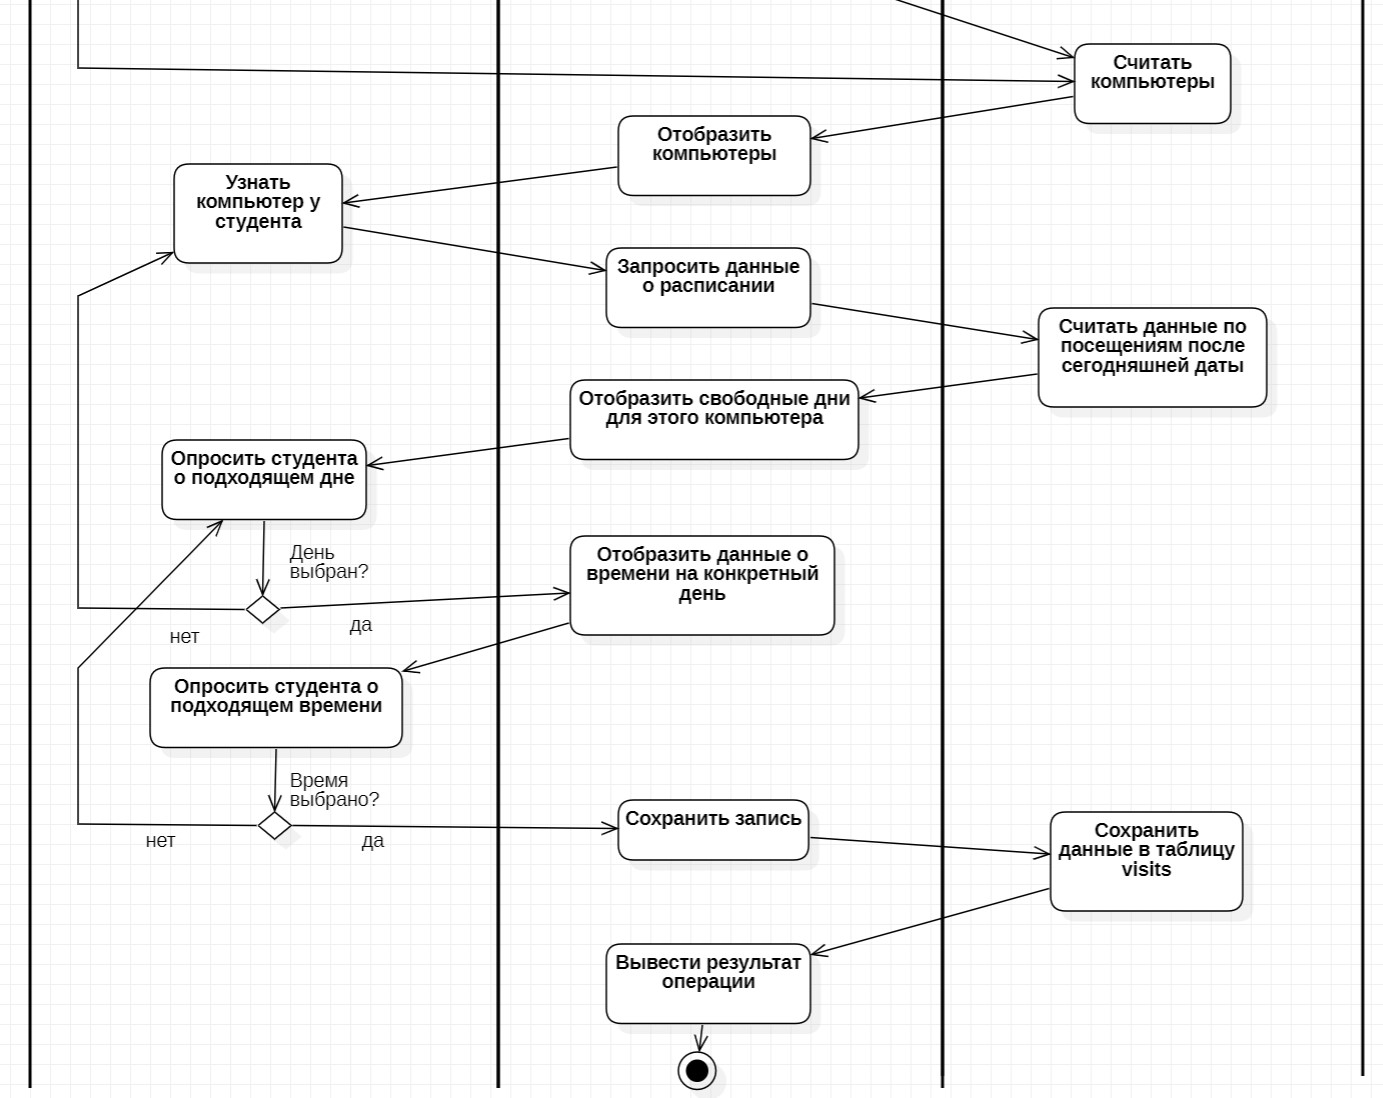 Считать
компьютеры
Отобразить
компьютеры
Узнать
компьютер у
студента
Запросить данные
о расписании
Считать данные по
посещениям после
сегодняшней даты
Отобразить свободные дни
для этого компьютера
Опросить студента
о подходящем дне
День
выбран?
нет
да
Отобразить данные о
времени на конкретный
день
Опросить студента о
подходящем времени
Время
выбрано?
нет
да
Сохранить запись
Сохранить
данные в таблицу
visits
Вывести результат
операции